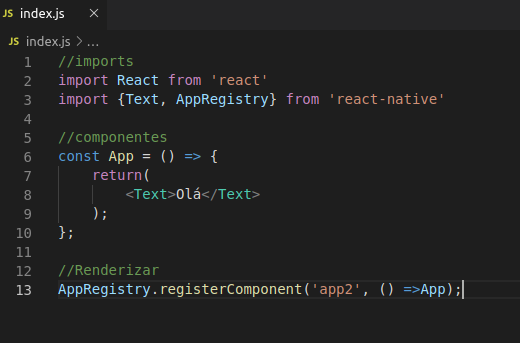 JS index.js ×
JS index.js > ...
1 //imports
2 import React from 'react'
3 import {Text, AppRegistry} from 'react-native'
4
5 //componentes
6 const App = () => {
7     return(
8         <Text>Olá</Text>
9     );
10 };
11
12 //Renderizar
13 AppRegistry.registerComponent('app2', () =>App);